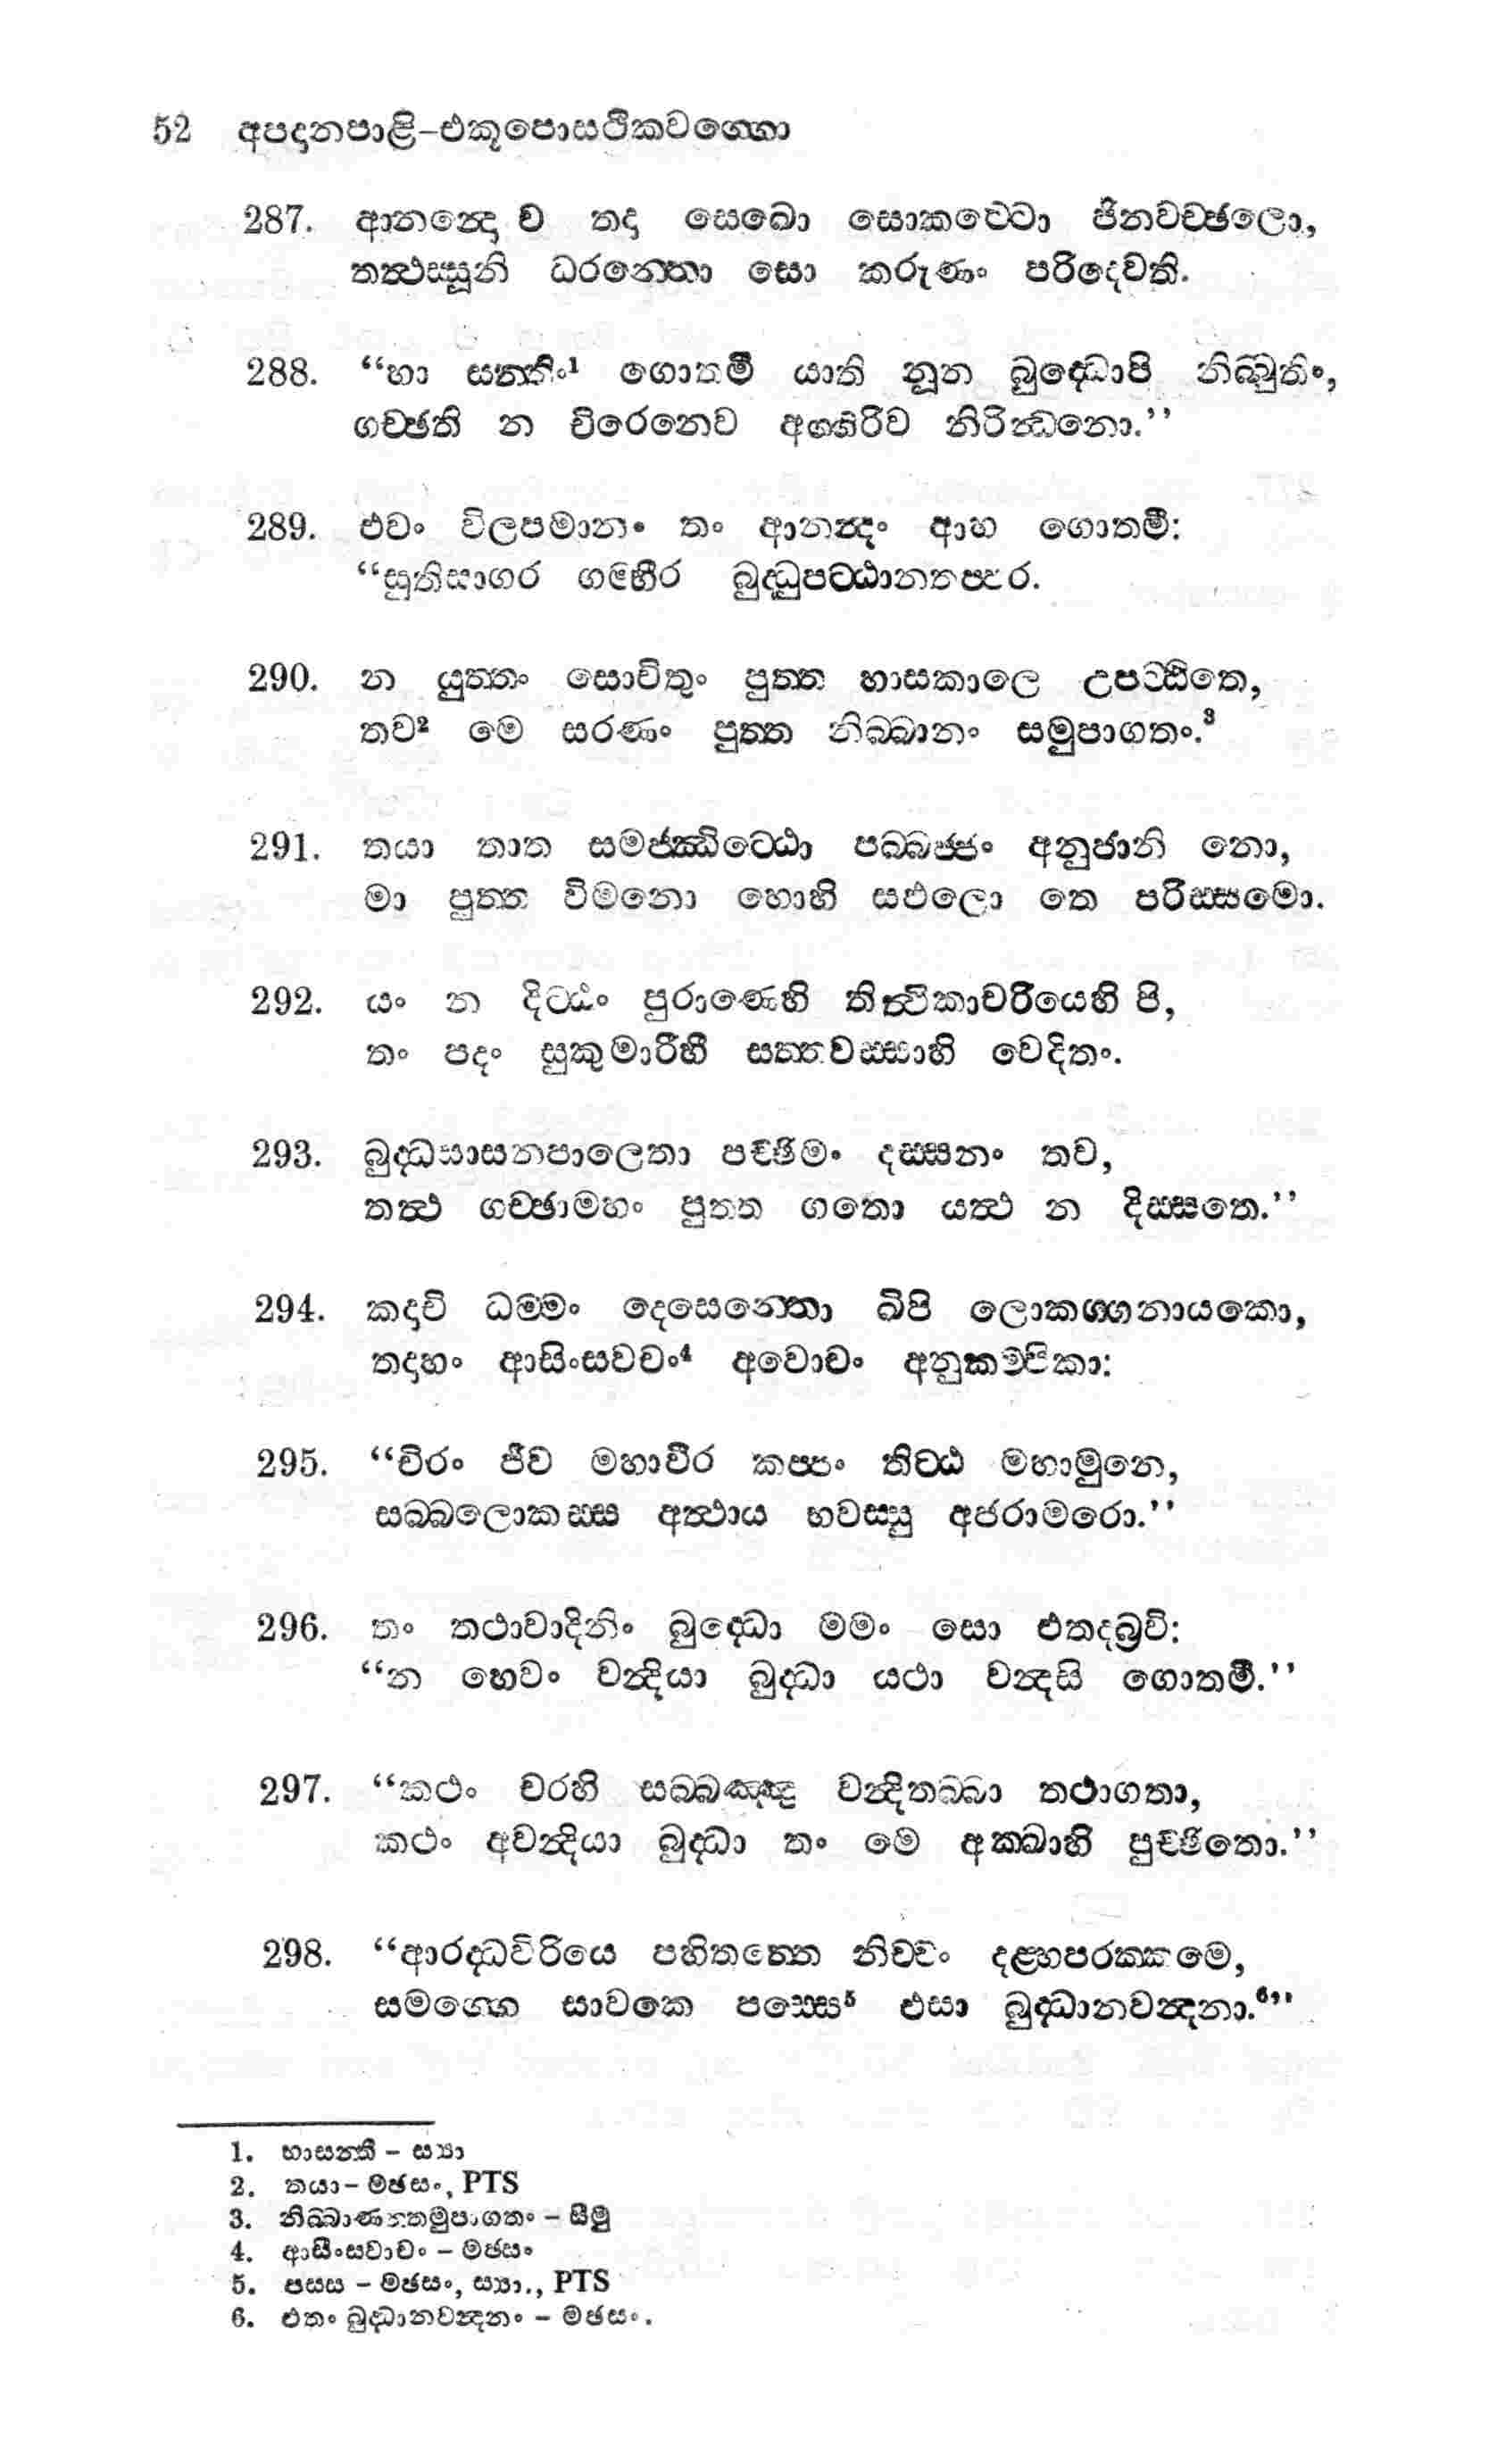 52 අපදානපාළි–එකූපොසථිකවග්ගො
287. ආනන්දො ච තදා සෙඛො සොකට්ටො ජිනවච්ඡලො,
තත්ථස්සූනි ධරන්තො සො කරුණං පරිදෙවති.
288. “හා සන්තිං¹ ගොතමී යාති නූන බුද්ධොපි නිබ්බුතිං,
ගච්ඡති න චිරෙනෙව අග්ගිරිව නිරින්ධනො.”
289. එවං විලපමානං තං ආනන්දං ආහ ගොතමී:
“සුතිසාගර ගම්භීර බුද්ධුපට්ඨානතප්පර.
290. න යුත්තං සොචිතුං පුත්ත හාසකාලෙ උපට්ඨිතෙ,
තව² මෙ සරණං පුත්ත නිබ්බානං සමුපාගතං.³
291. තයා තාත සමජ්ඣිට්ඨො පබ්බජ්ජං අනුජානි නො,
මා පුත්ත විමනො හොහි සඵලො තෙ පරිස්සමො.
292. යං න දිට්ඨං පුරාණෙහි තිත්ථිකාචරියෙහි පි,
තං පදං සුකුමාරීහී සත්තවස්සාහි වෙදිතං.
293. බුද්ධසාසනපාලෙතා පච්ඡිමං දස්සනං තව,
තත්ථ ගච්ඡාමහං පුත්ත ගතො යත්ථ න දිස්සතෙ.”
294. කදාචි ධම්මං දෙසෙන්තො ඛිපි ලොකග්ගනායකො,
තදාහං ආසිංසවචං⁴ අවොචං අනුකම්පිකා:
295. “චිරං ජීව මහාවීර කප්පං තිට්ඨ මහාමුනෙ,
සබ්බලොකස්ස අත්ථාය භවස්සු අජරාමරො.”
296. තං තථාවාදිනිං බුද්ධො මමං සො එතදබ්‍රවි:
“න හෙවං වන්දියා බුද්ධා යථා වන්දසි ගොතමී.”
297. “කථං චරහි සබ්බඤ්ඤූ වන්දිතබ්බා තථාගතා,
කථං අවන්දියා බුද්ධා තං මෙ අක්ඛාහි පුච්ඡිතො.”
298. “ආරද්ධවිරියෙ පහිතත්තෙ නිච්චං දළ්හපරක්කමෙ,
සමග්ගෙ සාවකෙ පස්සෙ⁵ එසා බුද්ධානවන්දනා.⁶”
1. භාසන්තී – ස්‍යා
2. තයා – මඡසං, PTS
3. නිබ්බාණන්තමුපාගතං – සීමු
4. ආසීංසවාචං – මඡසං
5. පස්ස – මඡසං, ස්‍යා., PTS
6. එතං බුද්ධානවන්දනං – මඡසං.